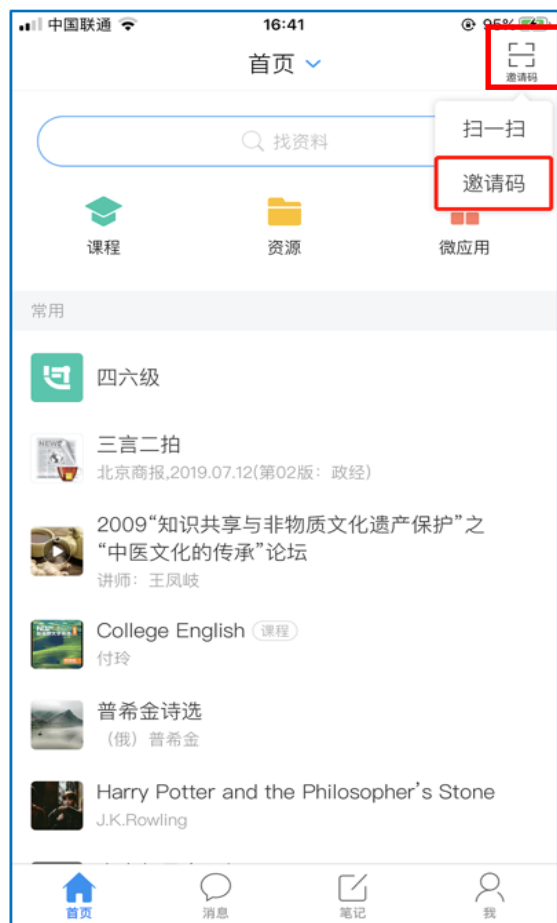 中国联通 16:41 95%
首页
邀请码
扫一扫
找资料
邀请码
课程 资源 微应用
常用
四六级
三言二拍
北京商报,2019.07.12(第02版：政经)
2009“知识共享与非物质文化遗产保护”之
“中医文化的传承”论坛
讲师：王凤岐
College English 课程
付玲
普希金诗选
（俄）普希金
Harry Potter and the Philosopher's Stone
J.K.Rowling
首页 消息 笔记 我